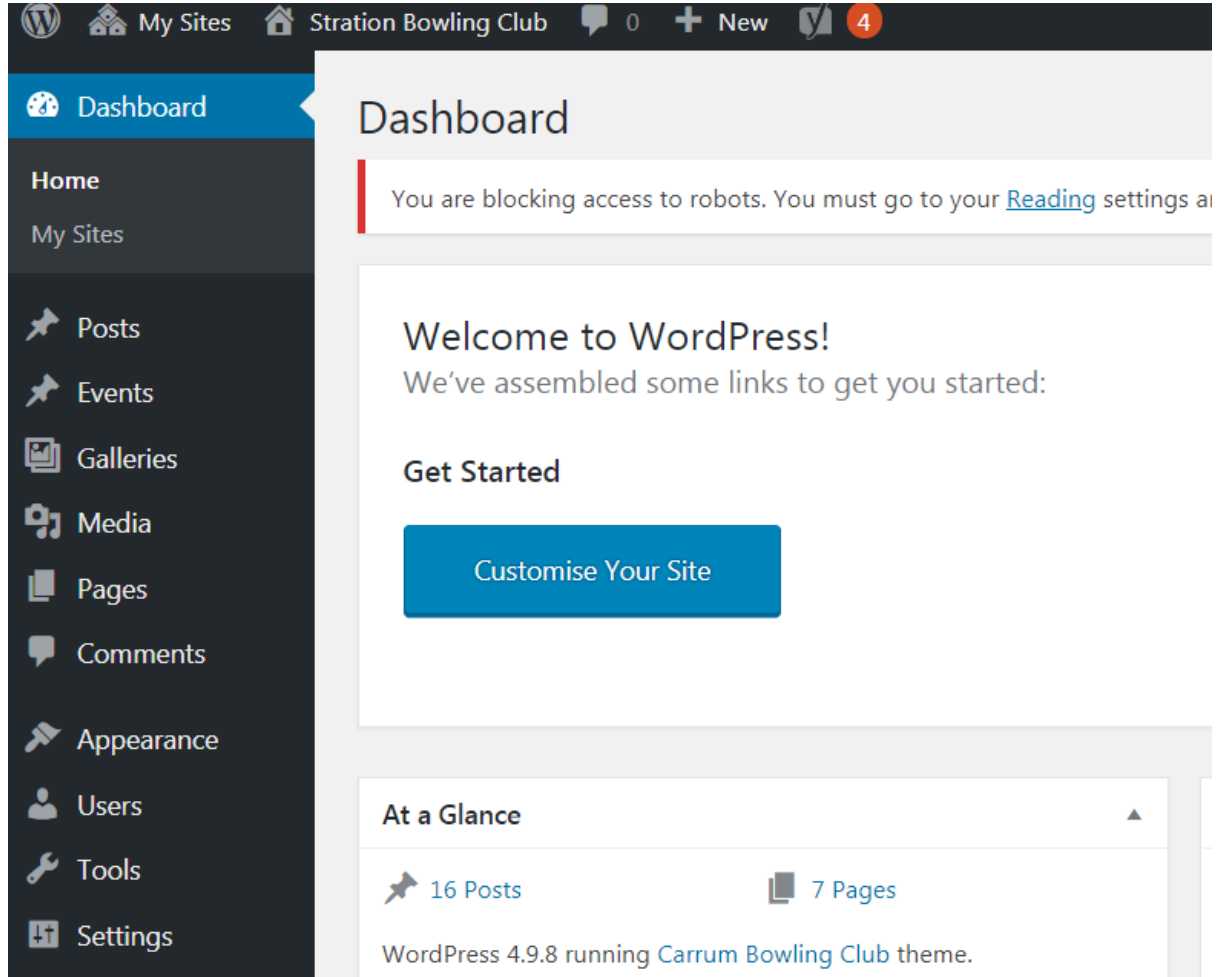 My Sites Stration Bowling Club 0 New 4
Dashboard
Home
My Sites
Posts
Events
Galleries
Media
Pages
Comments
Appearance
Users
Tools
Settings
Dashboard
You are blocking access to robots. You must go to your Reading settings
Welcome to WordPress!
We've assembled some links to get you started:
Get Started
Customise Your Site
At a Glance
16 Posts 7 Pages
WordPress 4.9.8 running Carrum Bowling Club theme.